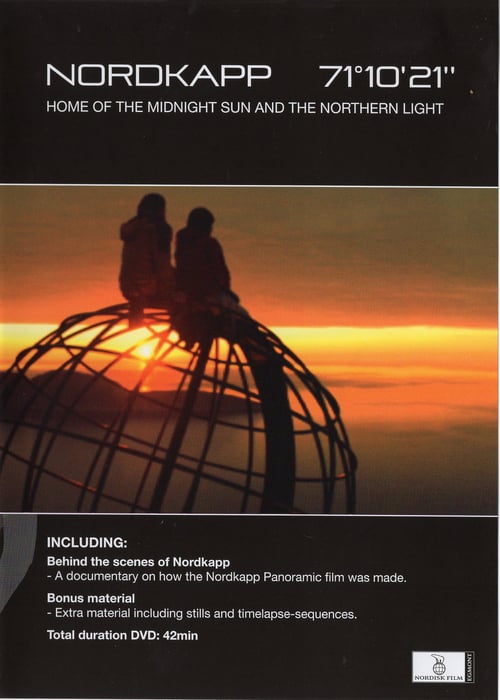 NORDKAPP 71°10'21"
HOME OF THE MIDNIGHT SUN AND THE NORTHERN LIGHT
INCLUDING:
Behind the scenes of Nordkapp
- A documentary on how the Nordkapp Panoramic film was made.
Bonus material
- Extra material including stills and timelapse-sequences.
Total duration DVD: 42min
NORDISK FILM
EGMONT